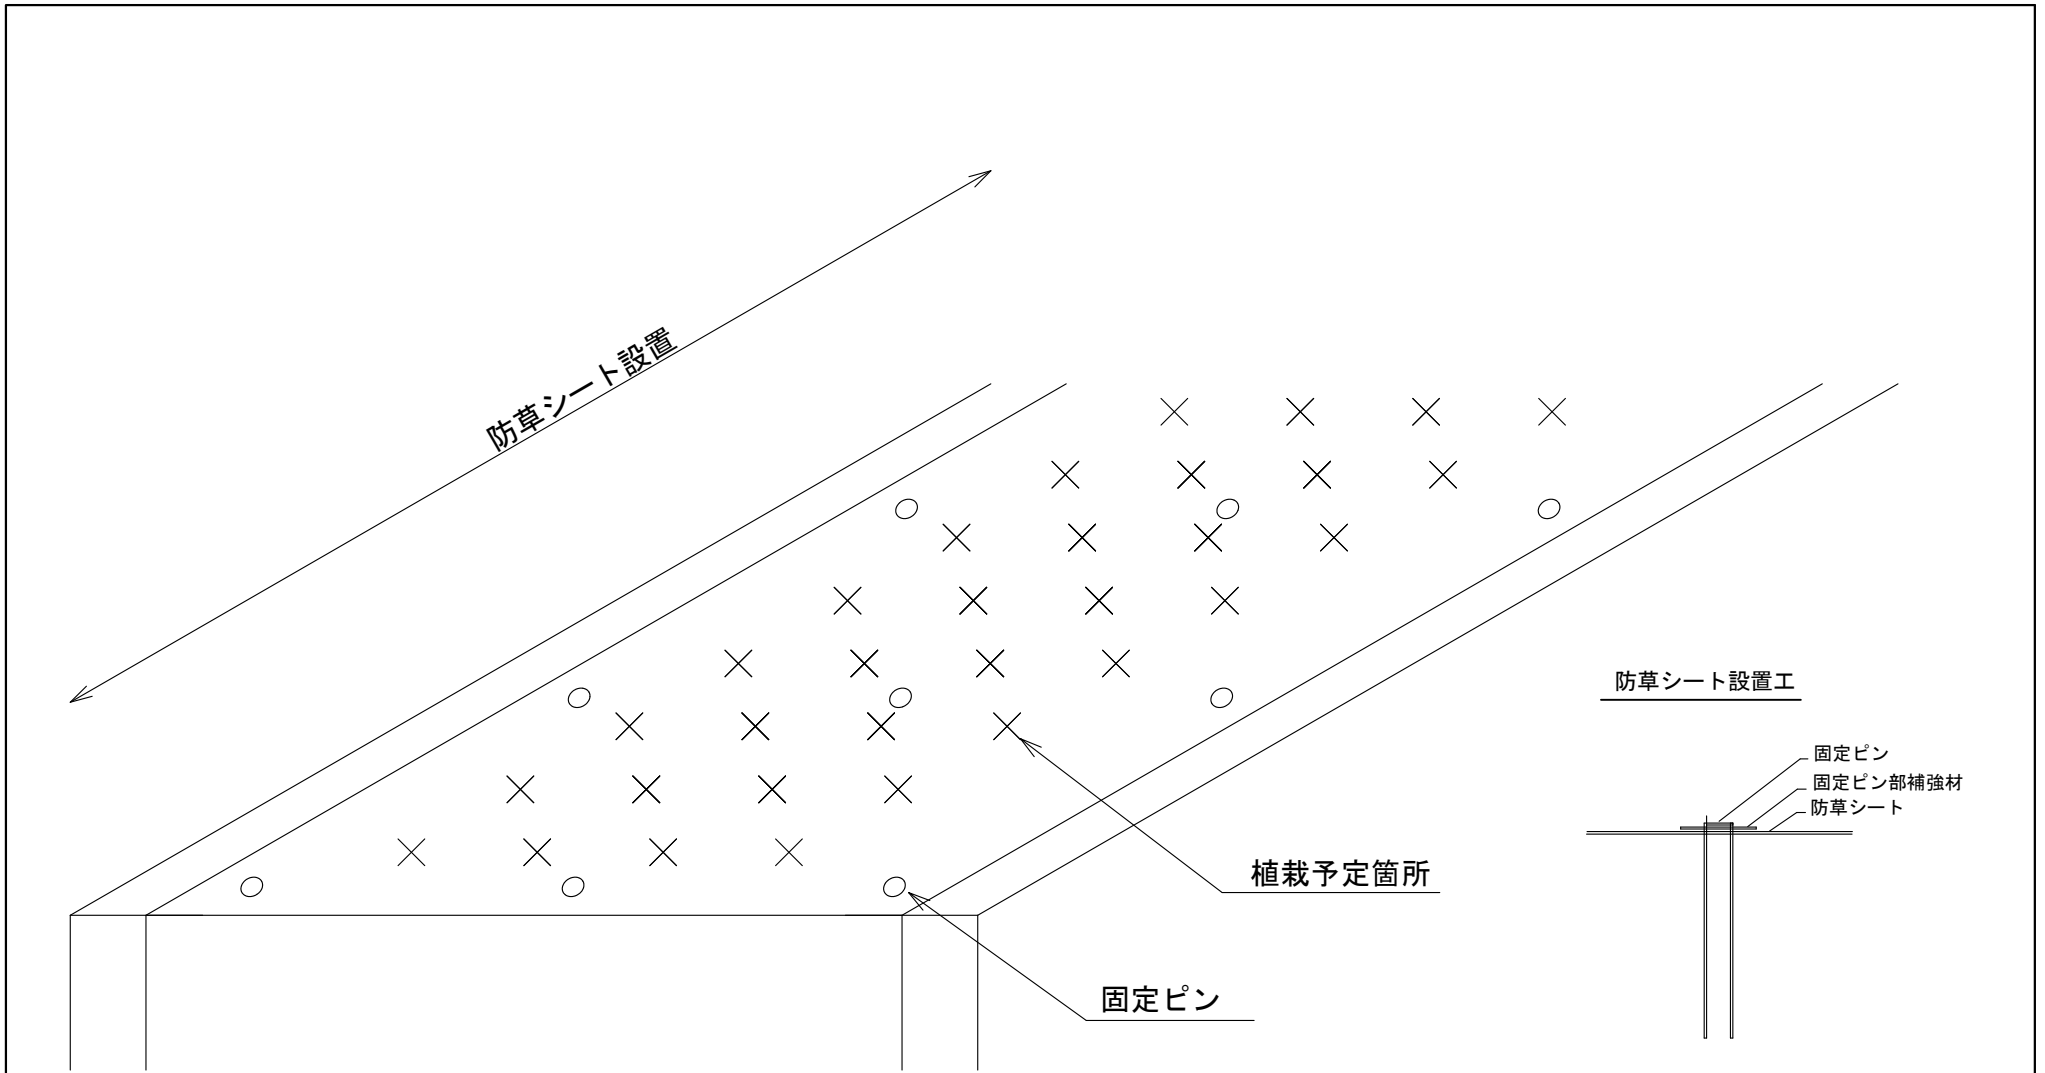 防草シート設置
防草シート設置工
固定ピン
固定ピン部補強材
防草シート
植栽予定箇所
固定ピン